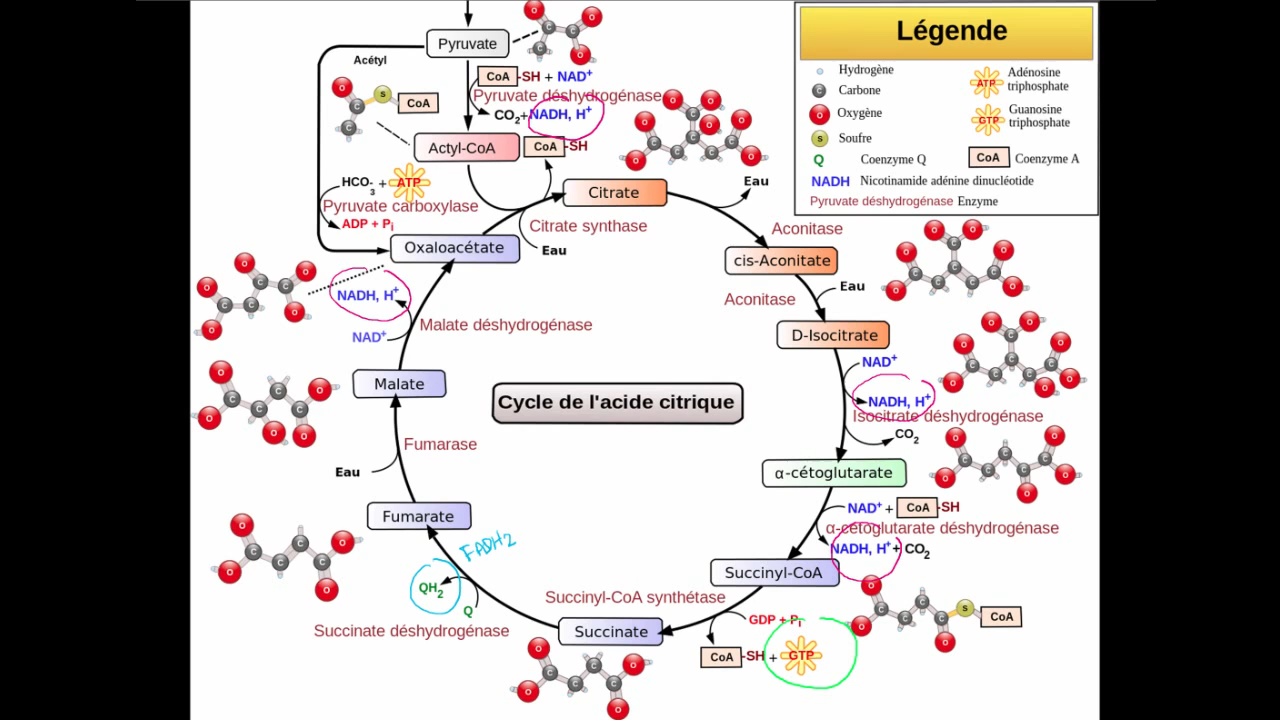 Pyruvate
Acétyl
CoA-SH + NAD+
Pyruvate déshydrogénase
CO2+NADH, H+
S CoA
Actyl-CoA
CoA-SH
HCO3- + ATP
Pyruvate carboxylase
ADP + Pi
Oxaloacétate
Citrate
Citrate synthase
Eau
Eau
Aconitase
cis-Aconitate
Aconitase
Eau
D-Isocitrate
NAD+
NADH, H+
Isocitrate déshydrogénase
CO2
α-cétoglutarate
NAD+ + CoA-SH
α-cétoglutarate déshydrogénase
NADH, H+ + CO2
Succinyl-CoA
S CoA
Succinyl-CoA synthétase
GDP + Pi
CoA-SH + GTP
Succinate
Succinate déshydrogénase
Q
QH2
FADH2
Fumarate
Eau
Fumarase
Malate
Malate déshydrogénase
NAD+
NADH, H+
Cycle de l'acide citrique
Légende
Hydrogène
C Carbone
O Oxygène
S Soufre
Q Coenzyme Q
ATP Adénosine
triphosphate
GTP Guanosine
triphosphate
CoA Coenzyme A
NADH Nicotinamide adénine dinucléotide
Pyruvate déshydrogénase Enzyme